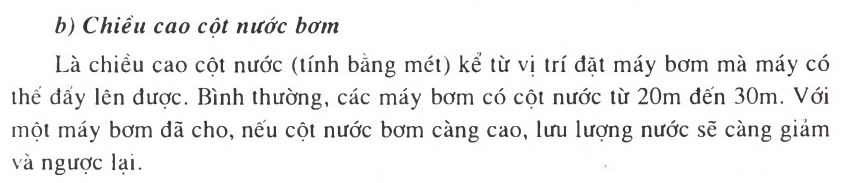 b) Chiều cao cột nước bơm
Là chiều cao cột nước (tính bằng mét) kể từ vị trí đặt máy bơm mà máy có
thể đẩy lên được. Bình thường, các máy bơm có cột nước từ 20m đến 30m. Với
một máy bơm đã cho, nếu cột nước bơm càng cao, lưu lượng nước sẽ càng giảm
và ngược lại.